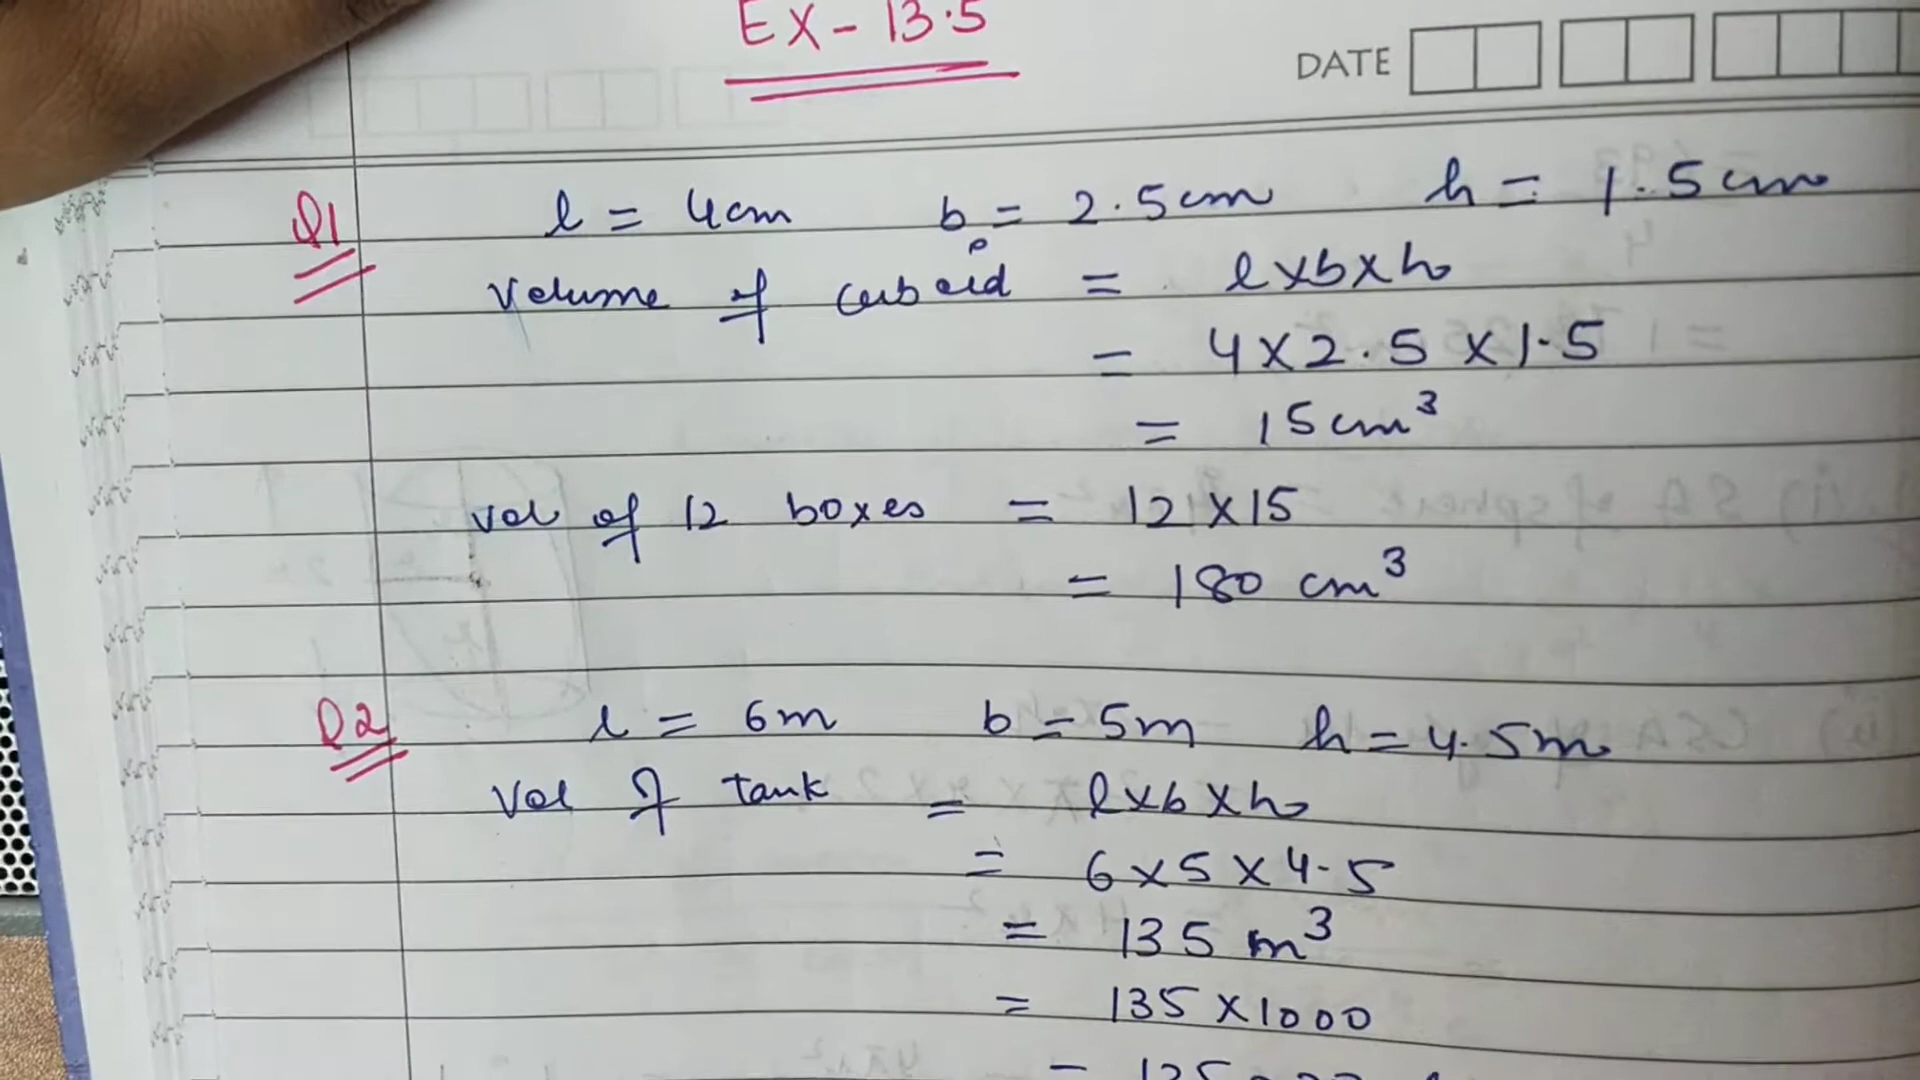 EX - 13.5
DATE
Q1 l = 4cm b = 2.5cm h = 1.5cm
Volume of cuboid = l×b×h
= 4×2.5×1.5
= 15cm³
vol of 12 boxes = 12×15
= 180 cm³
Q2 l = 6m b = 5m h = 4.5m
Vol of tank = l×b×h
= 6×5×4.5
= 135 m³
= 135×1000